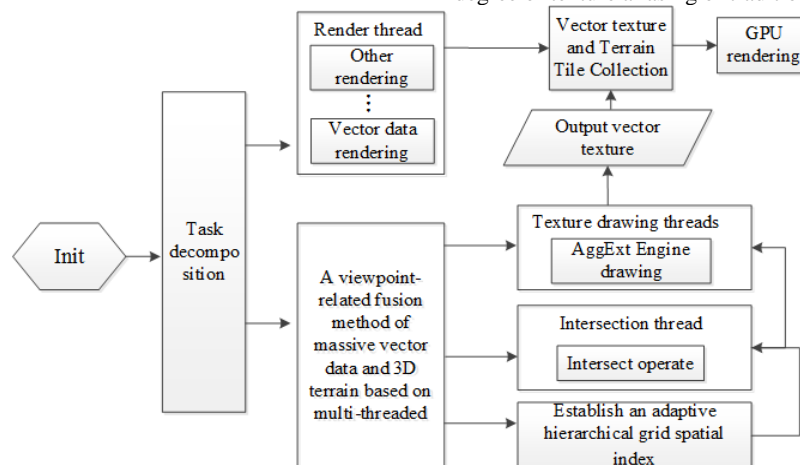 Render thread
Other
rendering
Vector data
rendering
Vector texture
and Terrain
Tile Collection
GPU
rendering
Output vector
texture
Init
Task
decompo
sition
A viewpoint-
related fusion
method of
massive vector
data and 3D
terrain based on
multi-threaded
Texture drawing threads
AggExt Engine
drawing
Intersection thread
Intersect operate
Establish an adaptive
hierarchical grid spatial
index